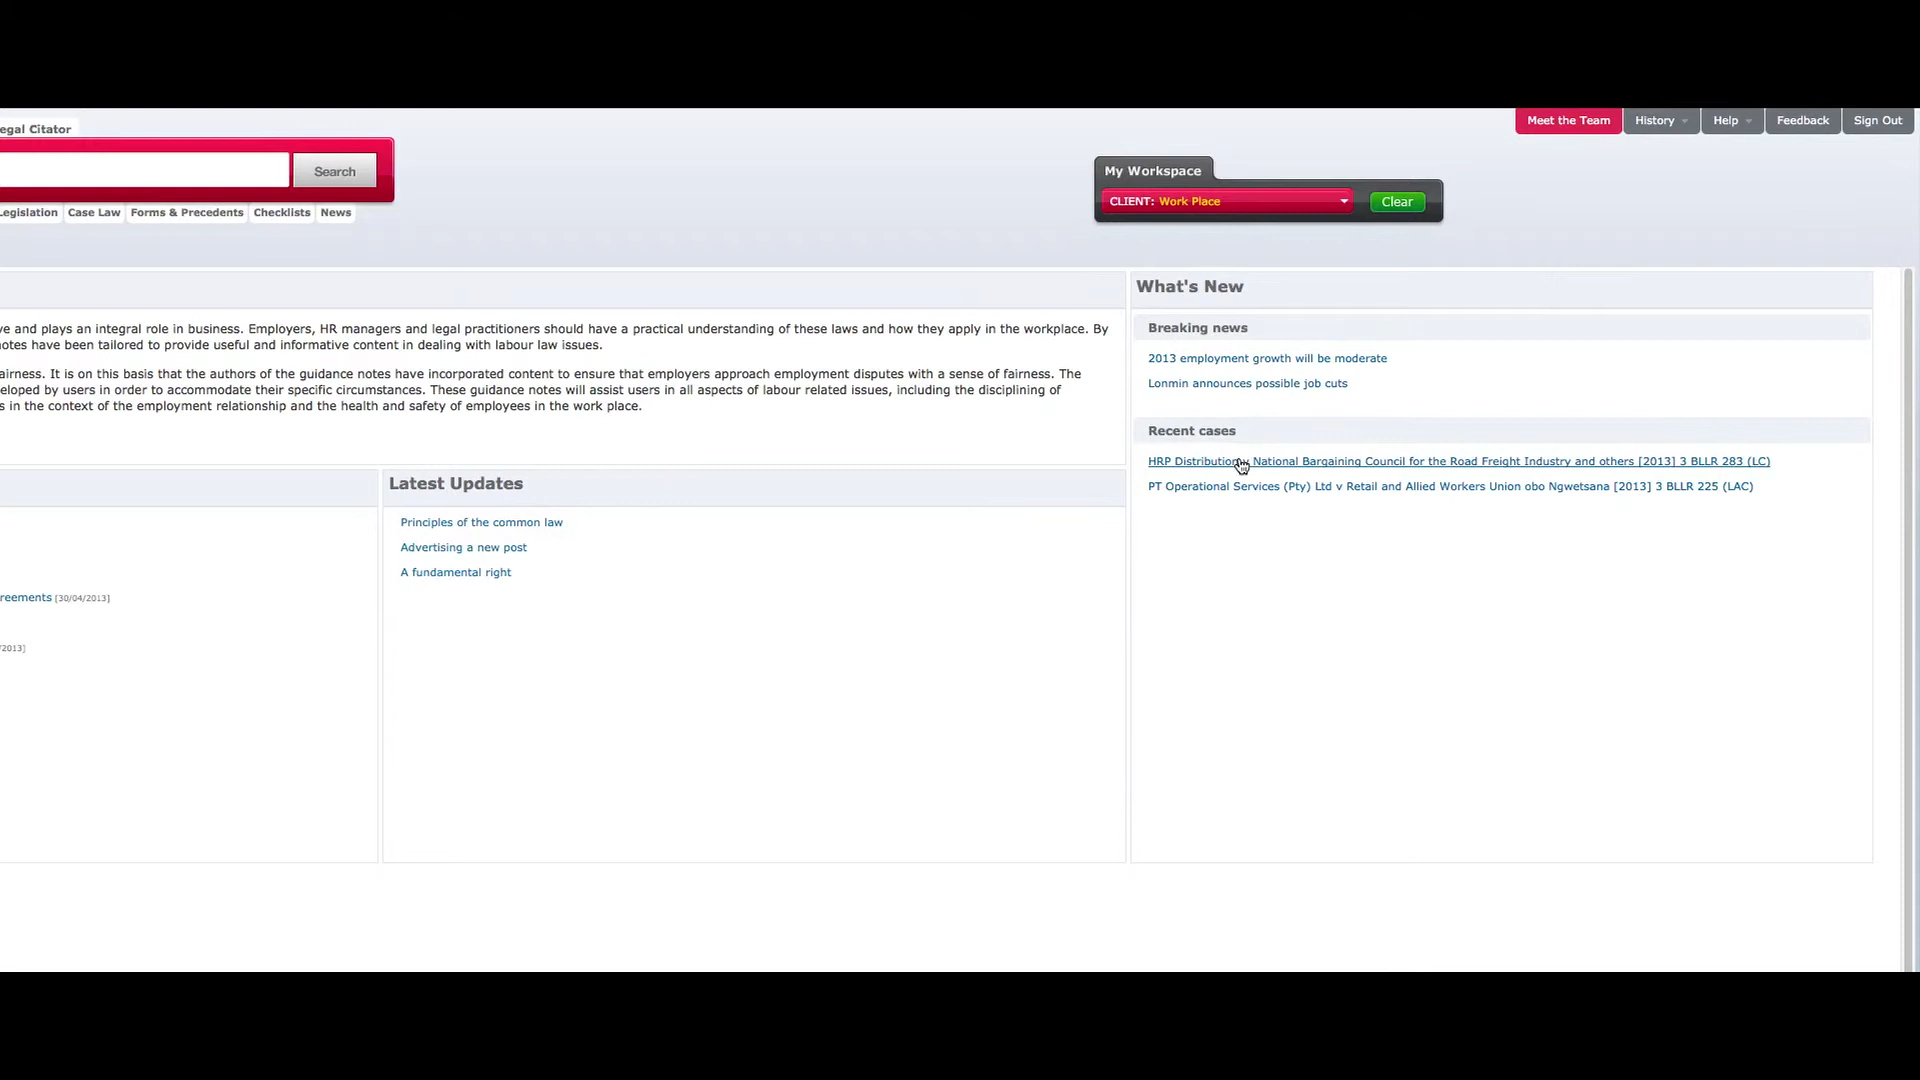 egal Citator
Meet the Team
History
Help
Feedback
Sign Out
Search
My Workspace
CLIENT: Work Place
Clear
Legislation
Case Law
Forms & Precedents
Checklists
News
ve and plays an integral role in business. Employers, HR managers and legal practitioners should have a practical understanding of these laws and how they apply in the workplace. By
notes have been tailored to provide useful and informative content in dealing with labour law issues.
airness. It is on this basis that the authors of the guidance notes have incorporated content to ensure that employers approach employment disputes with a sense of fairness. The
eloped by users in order to accommodate their specific circumstances. These guidance notes will assist users in all aspects of labour related issues, including the disciplining of
s in the context of the employment relationship and the health and safety of employees in the work place.
What's New
Breaking news
2013 employment growth will be moderate
Lonmin announces possible job cuts
Recent cases
HRP Distribution National Bargaining Council for the Road Freight Industry and others [2013] 3 BLLR 283 (LC)
PT Operational Services (Pty) Ltd v Retail and Allied Workers Union obo Ngwetsana [2013] 3 BLLR 225 (LAC)
Latest Updates
Principles of the common law
Advertising a new post
A fundamental right
reements [30/04/2013]
/2013]